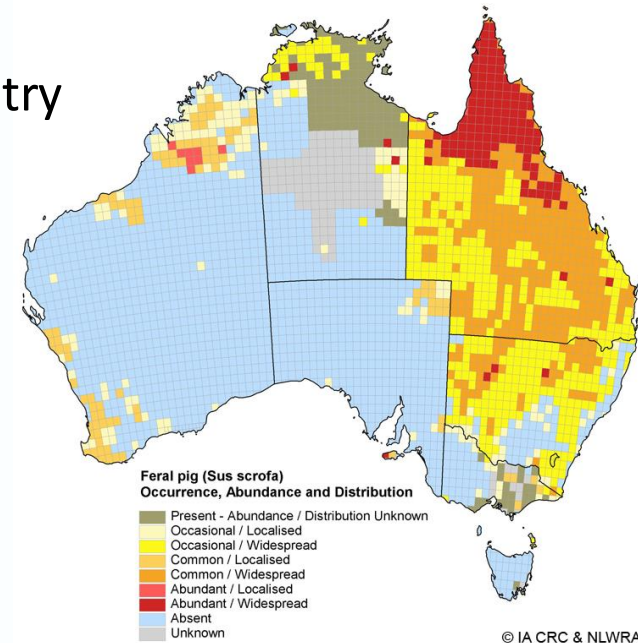 try
Feral pig (Sus scrofa)
Occurrence, Abundance and Distribution
Present - Abundance / Distribution Unknown
Occasional / Localised
Occasional / Widespread
Common / Localised
Common / Widespread
Abundant / Localised
Abundant / Widespread
Absent
Unknown
© IA CRC & NLWRA